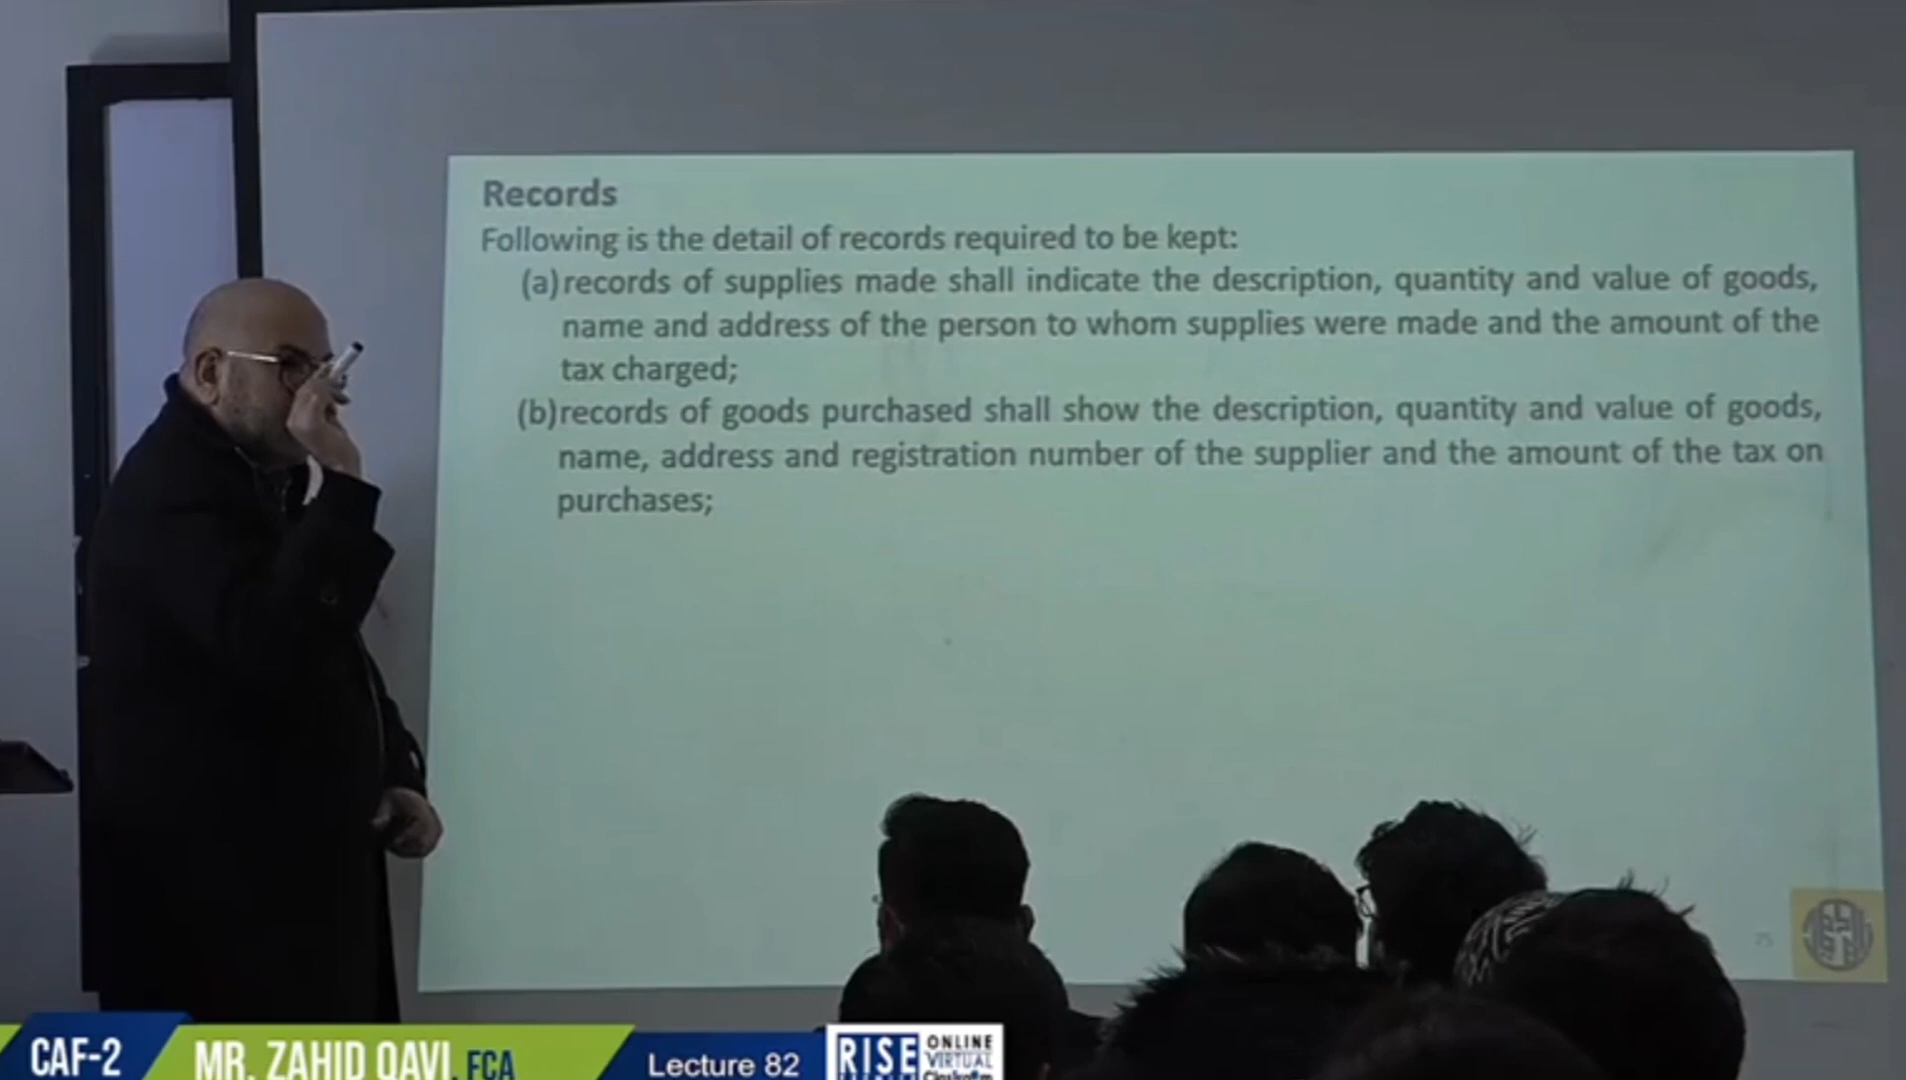 Records
Following is the detail of records required to be kept:
(a) records of supplies made shall indicate the description, quantity and value of goods,
name and address of the person to whom supplies were made and the amount of the
tax charged;
(b) records of goods purchased shall show the description, quantity and value of goods,
name, address and registration number of the supplier and the amount of the tax on
purchases;
75
CAF-2
MR. ZAHID QAVI, FCA
Lecture 82
RISE
ONLINE
VIRTUAL